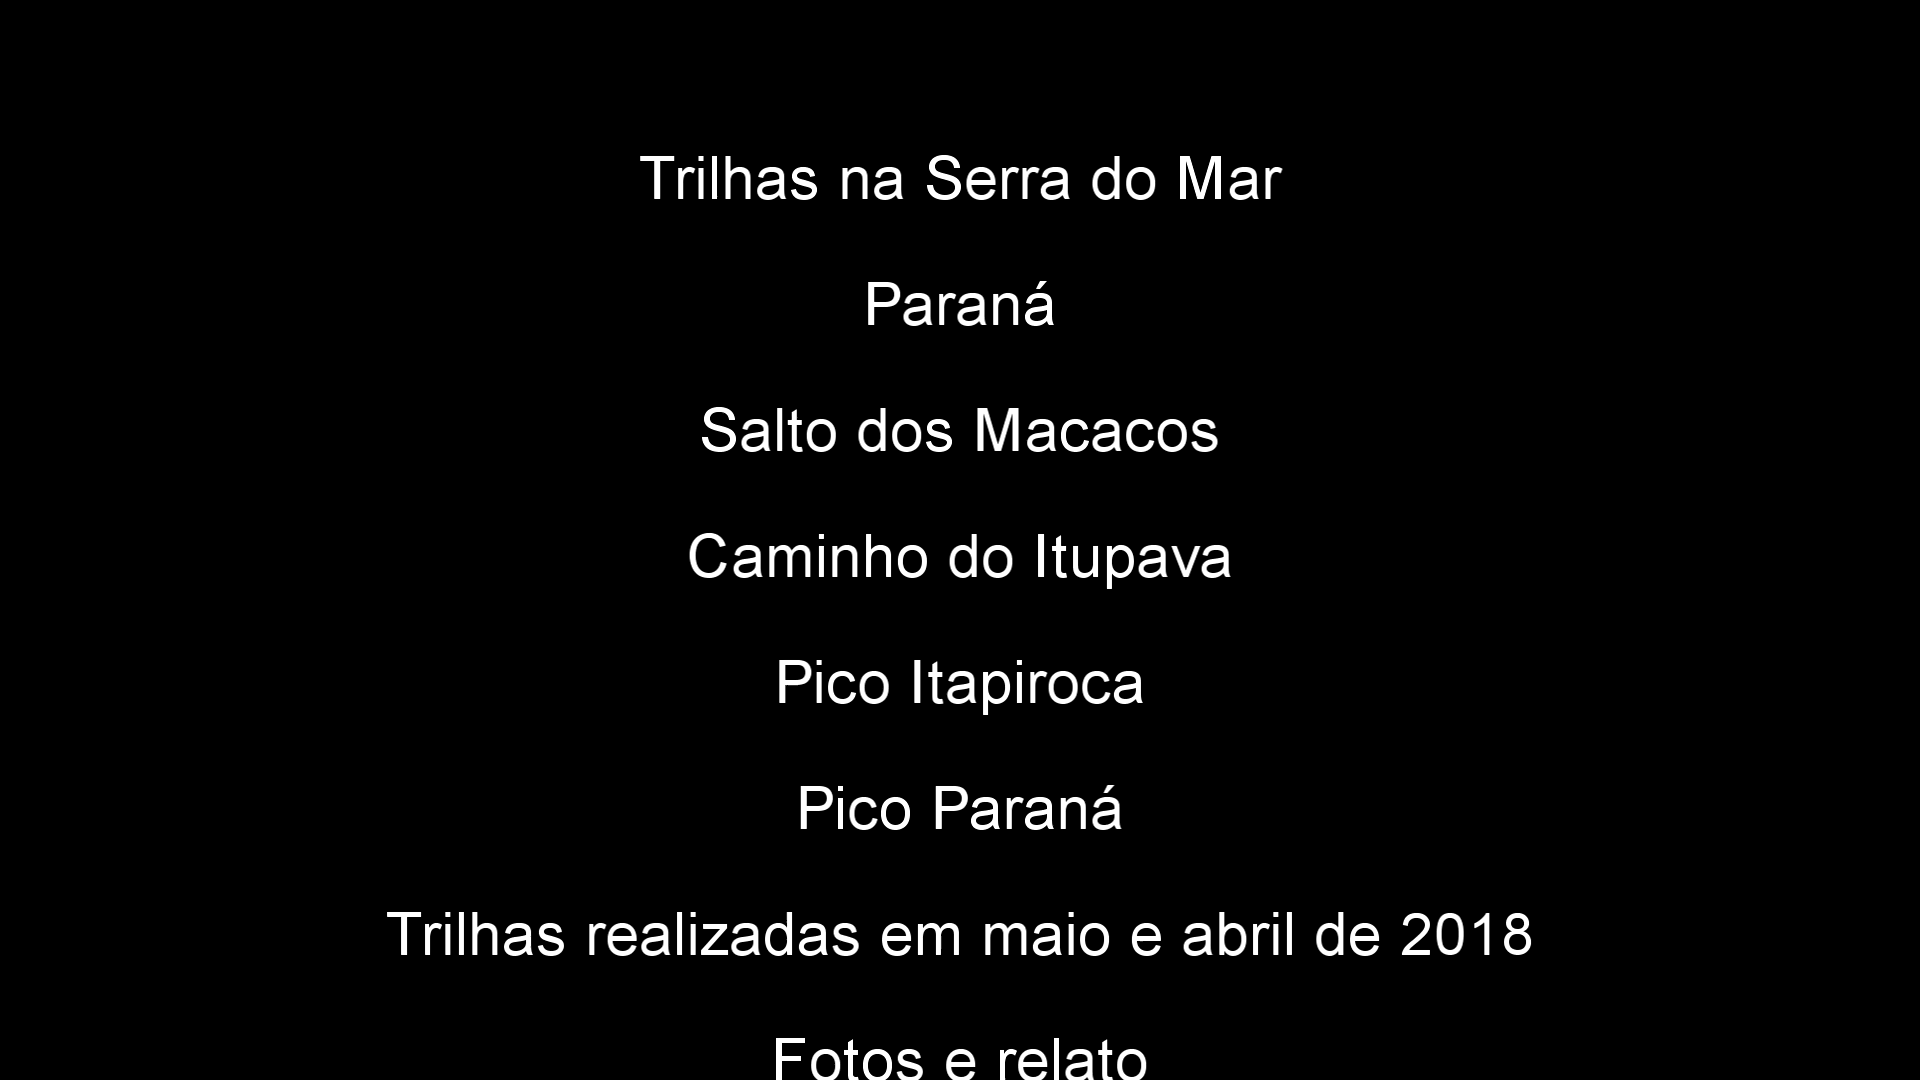 Trilhas na Serra do Mar
Paraná
Salto dos Macacos
Caminho do Itupava
Pico Itapiroca
Pico Paraná
Trilhas realizadas em maio e abril de 2018
Fotos e relato